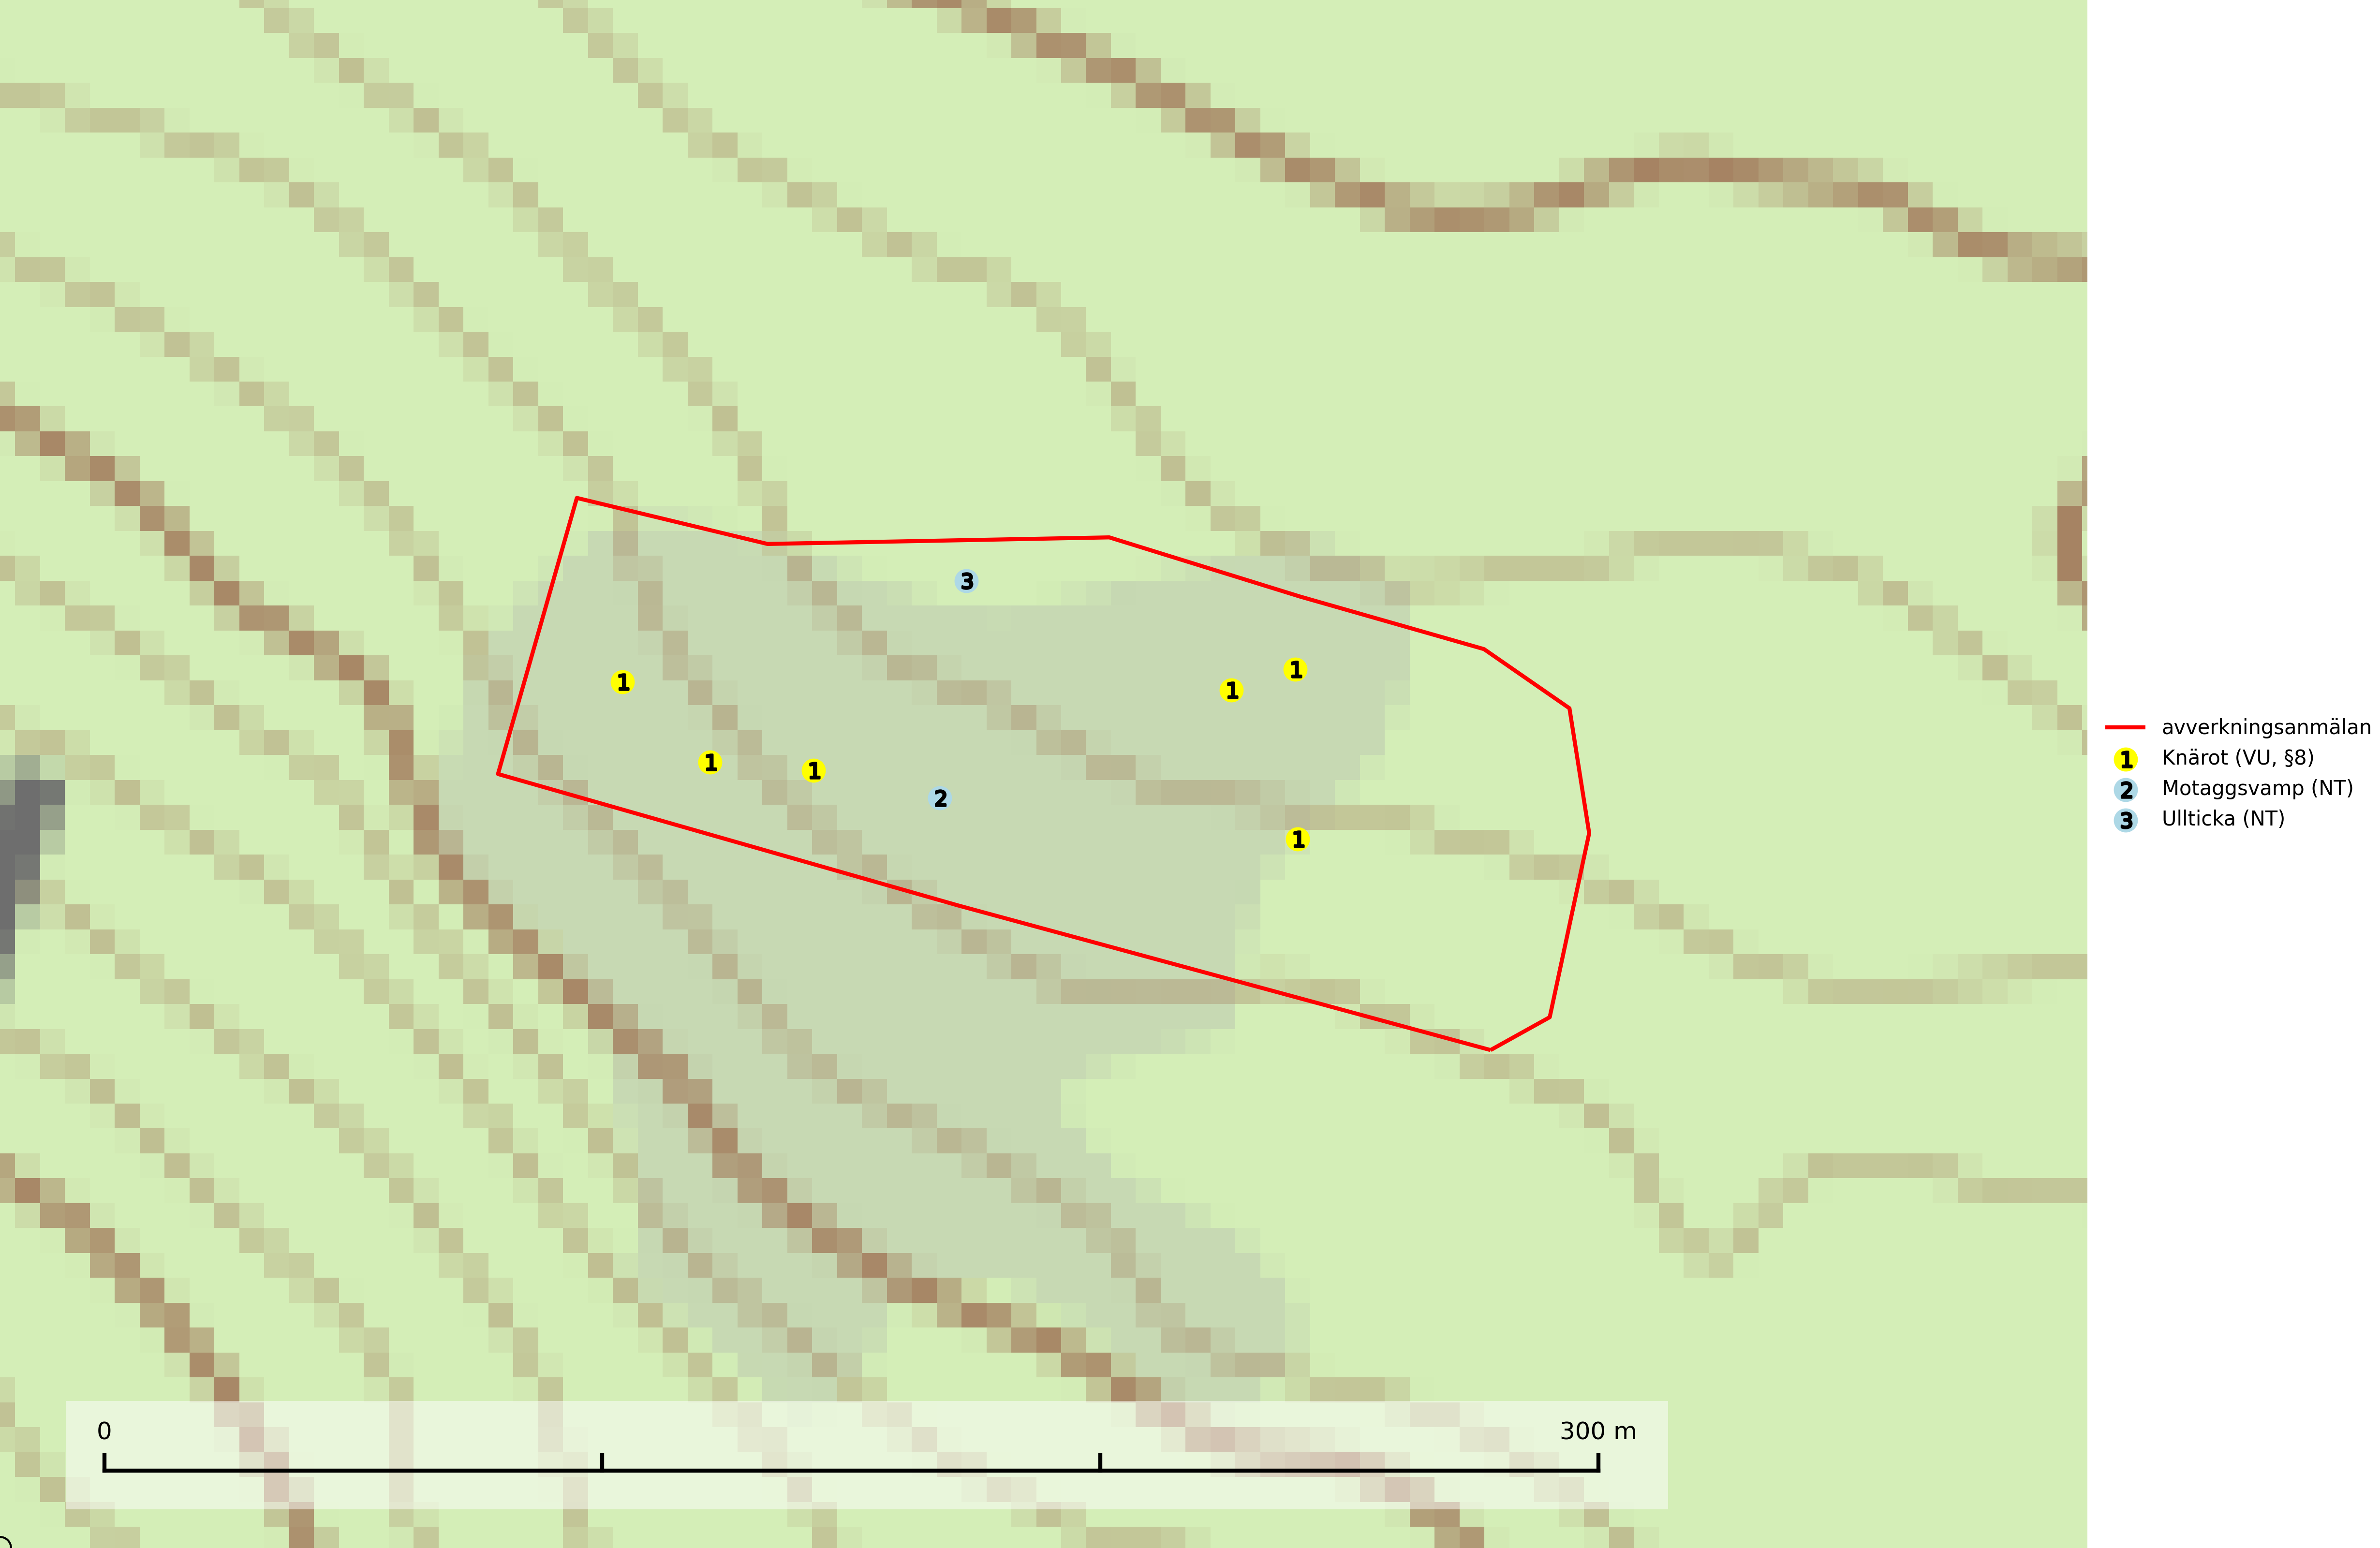 3
1
1
1
1
2
1
avverkningsanmälan
1 Knärot (VU, §8)
2 Motaggsvamp (NT)
3 Ullticka (NT)
0 300 m